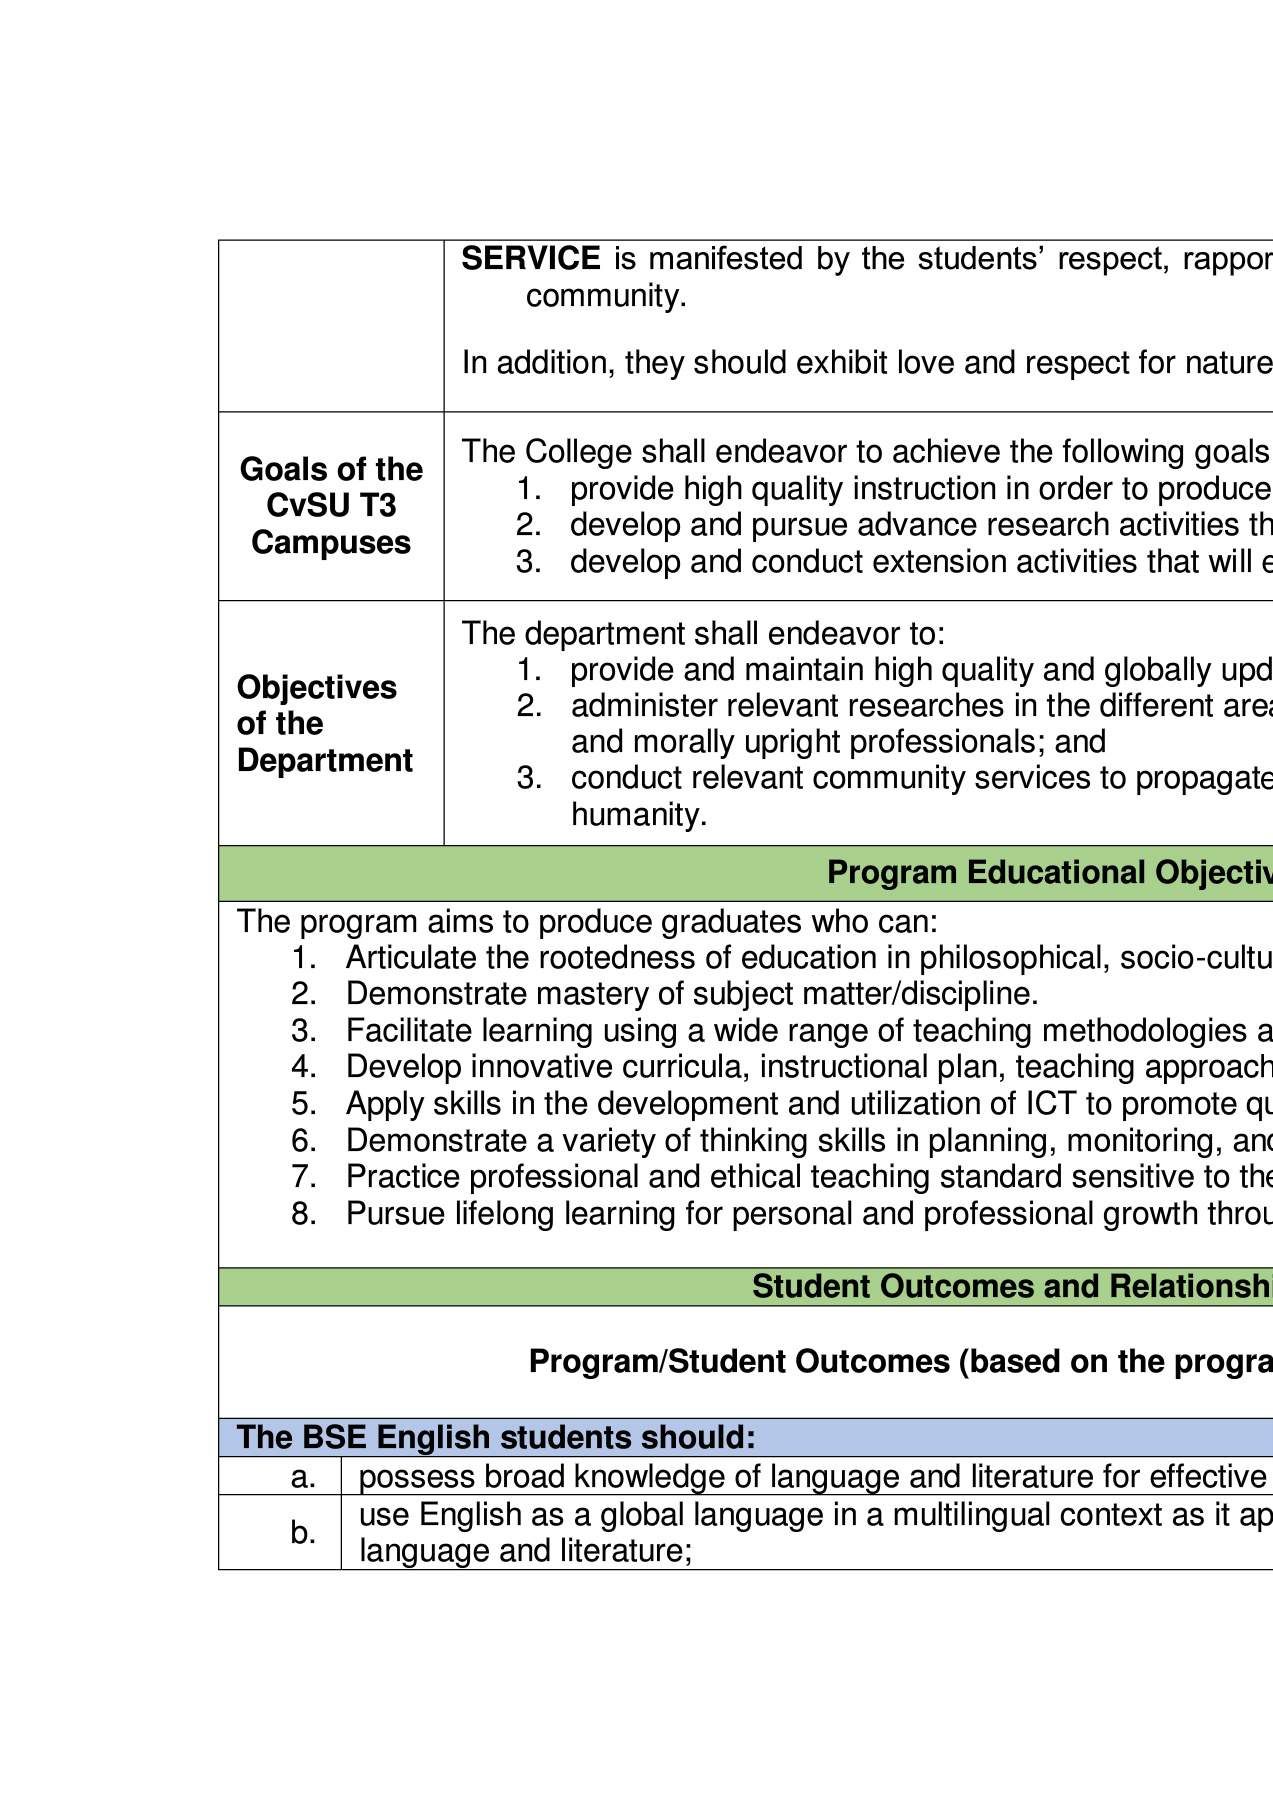 SERVICE is manifested by the students’ respect, rappor
community.
In addition, they should exhibit love and respect for nature
Goals of the
CvSU T3
Campuses
The College shall endeavor to achieve the following goals
1. provide high quality instruction in order to produce
2. develop and pursue advance research activities th
3. develop and conduct extension activities that will e
Objectives
of the
Department
The department shall endeavor to:
1. provide and maintain high quality and globally upd
2. administer relevant researches in the different area
and morally upright professionals; and
3. conduct relevant community services to propagate
humanity.
Program Educational Objectiv
The program aims to produce graduates who can:
1. Articulate the rootedness of education in philosophical, socio-cultu
2. Demonstrate mastery of subject matter/discipline.
3. Facilitate learning using a wide range of teaching methodologies a
4. Develop innovative curricula, instructional plan, teaching approach
5. Apply skills in the development and utilization of ICT to promote qu
6. Demonstrate a variety of thinking skills in planning, monitoring, and
7. Practice professional and ethical teaching standard sensitive to the
8. Pursue lifelong learning for personal and professional growth throu
Student Outcomes and Relationshi
Program/Student Outcomes (based on the progra
The BSE English students should:
a. possess broad knowledge of language and literature for effective
b. use English as a global language in a multilingual context as it ap
language and literature;